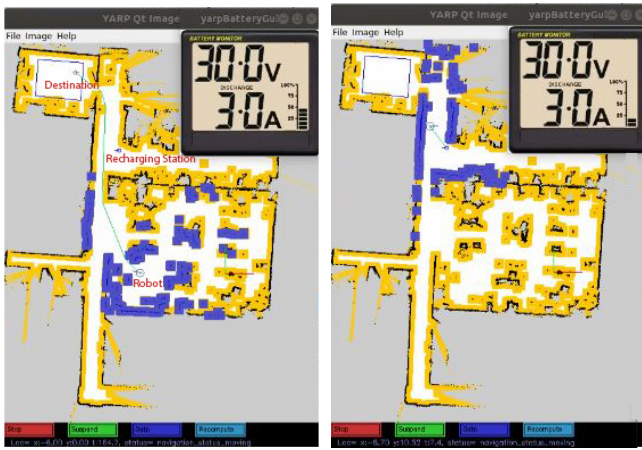 YARP Qt Image
yarpBatteryGui
File Image Help
BATTERY MONITOR
30.0V
DISCHARGE
3.0A
100%
75
50
25
Destination
Recharging Station
Robot
Stop
Suspend
Goto
Recompute
YARP Qt Image
yarpBatteryGui
File Image Help
BATTERY MONITOR
30.0V
DISCHARGE
3.0A
100%
75
50
25
Stop
Suspend
Goto
Recompute